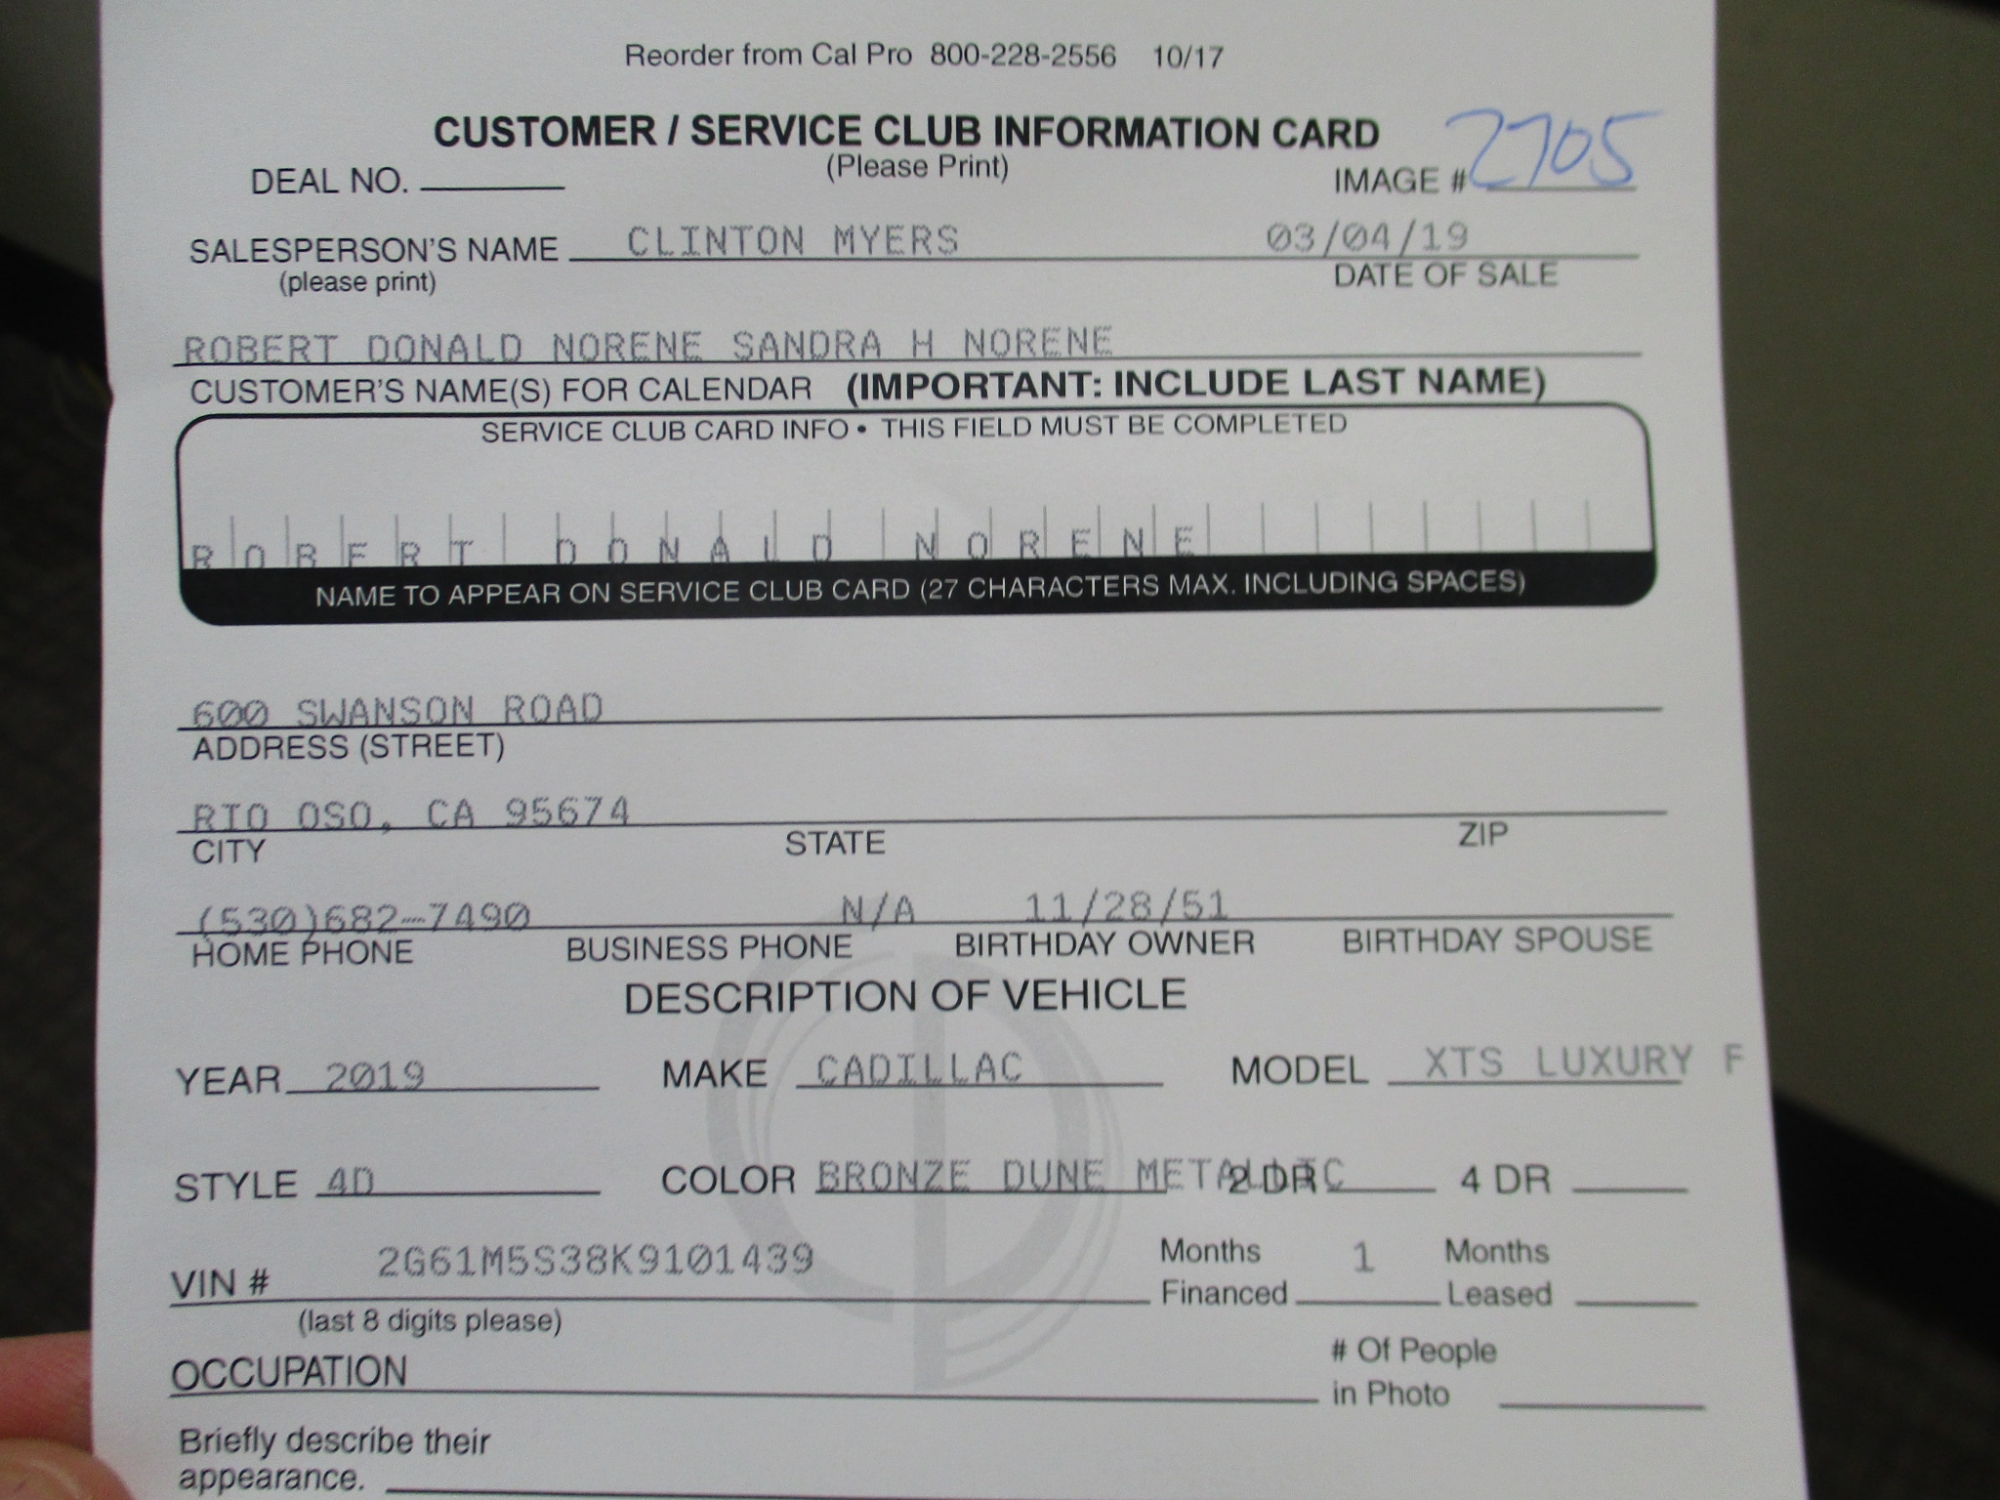 Reorder from Cal Pro 800-228-2556 10/17
CUSTOMER / SERVICE CLUB INFORMATION CARD
(Please Print)
DEAL NO. IMAGE # 2705
SALESPERSON'S NAME CLINTON MYERS 03/04/19
(please print) DATE OF SALE
ROBERT DONALD NORENE SANDRA H NORENE
CUSTOMER'S NAME(S) FOR CALENDAR (IMPORTANT: INCLUDE LAST NAME)
SERVICE CLUB CARD INFO • THIS FIELD MUST BE COMPLETED
ROBERT DONALD NORENE
NAME TO APPEAR ON SERVICE CLUB CARD (27 CHARACTERS MAX. INCLUDING SPACES)
600 SWANSON ROAD
ADDRESS (STREET)
RIO OSO, CA 95674
CITY STATE ZIP
(530)682-7490 N/A 11/28/51
HOME PHONE BUSINESS PHONE BIRTHDAY OWNER BIRTHDAY SPOUSE
DESCRIPTION OF VEHICLE
YEAR 2019 MAKE CADILLAC MODEL XTS LUXURY F
STYLE 4D COLOR BRONZE DUNE METALLIC 2 DR 4 DR
VIN # 2G61M5S38K9101439 Months Financed 1 Months Leased
(last 8 digits please)
OCCUPATION # Of People in Photo
Briefly describe their
appearance.